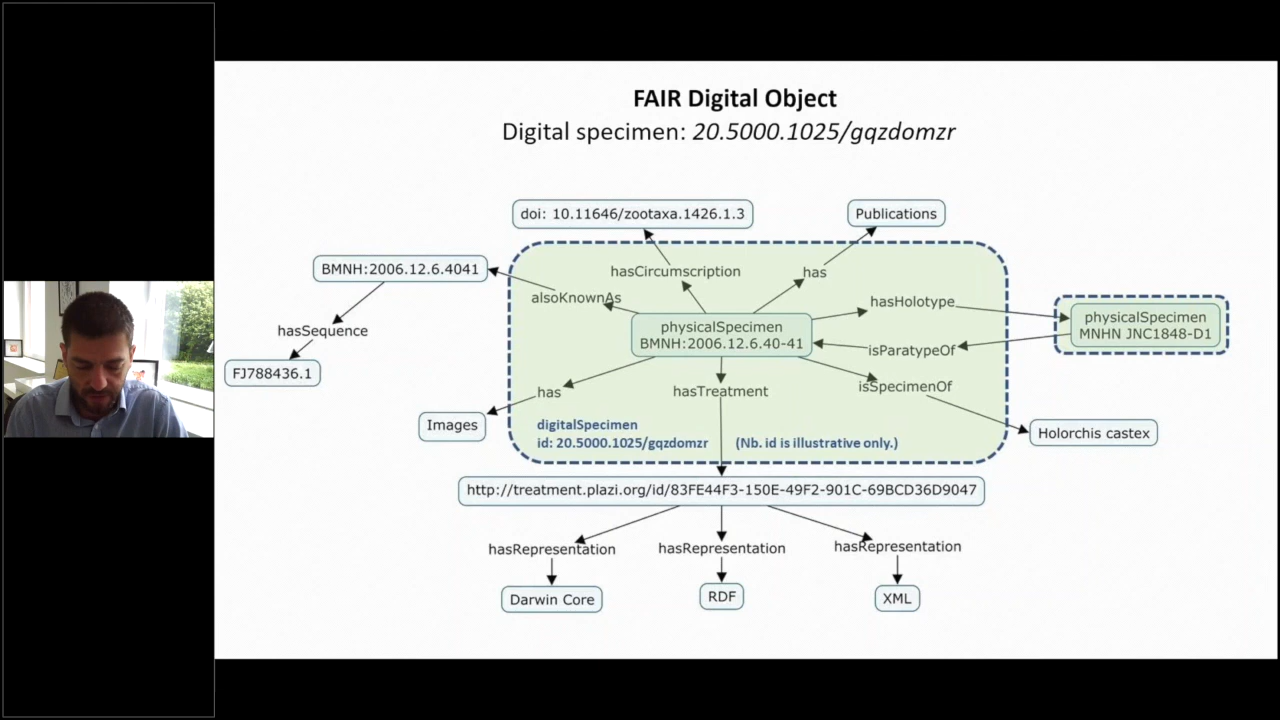 FAIR Digital Object
Digital specimen: 20.5000.1025/gqzdomzr
doi: 10.11646/zootaxa.1426.1.3
Publications
BMNH:2006.12.6.4041
hasCircumscription
has
alsoKnownAs
hasHolotype
physicalSpecimen
BMNH:2006.12.6.40-41
physicalSpecimen
MNHN JNC1848-D1
hasSequence
isParatypeOf
FJ788436.1
has
hasTreatment
isSpecimenOf
Images
digitalSpecimen
id: 20.5000.1025/gqzdomzr (Nb. id is illustrative only.)
Holorchis castex
http://treatment.plazi.org/id/83FE44F3-150E-49F2-901C-69BCD36D9047
hasRepresentation
hasRepresentation
hasRepresentation
Darwin Core
RDF
XML